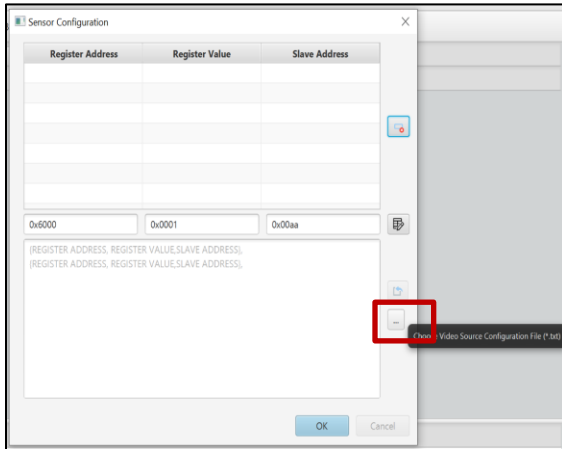 Sensor Configuration
Register Address Register Value Slave Address
0x6000 0x0001 0x00aa
(REGISTER ADDRESS, REGISTER VALUE,SLAVE ADDRESS),
(REGISTER ADDRESS, REGISTER VALUE,SLAVE ADDRESS),
...
Video Source Configuration File (*.txt)
OK Cancel